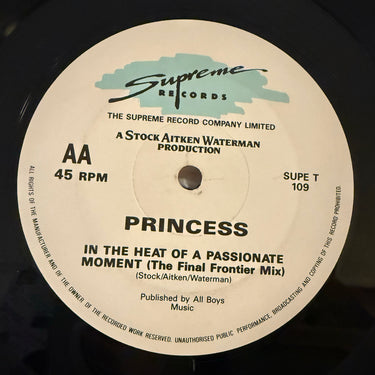 Supreme
RECORDS
THE SUPREME RECORD COMPANY LIMITED
A STOCK AITKEN WATERMAN
PRODUCTION
AA
45 RPM
SUPE T
109
PRINCESS
IN THE HEAT OF A PASSIONATE
MOMENT (The Final Frontier Mix)
(Stock/Aitken/Waterman)
Published by All Boys
Music
ALL RIGHTS OF THE MANUFACTURER AND OF THE OWNER OF THE RECORDED WORK RESERVED. UNAUTHORISED PUBLIC PERFORMANCE, BROADCASTING AND COPYING OF THIS RECORD PROHIBITED.